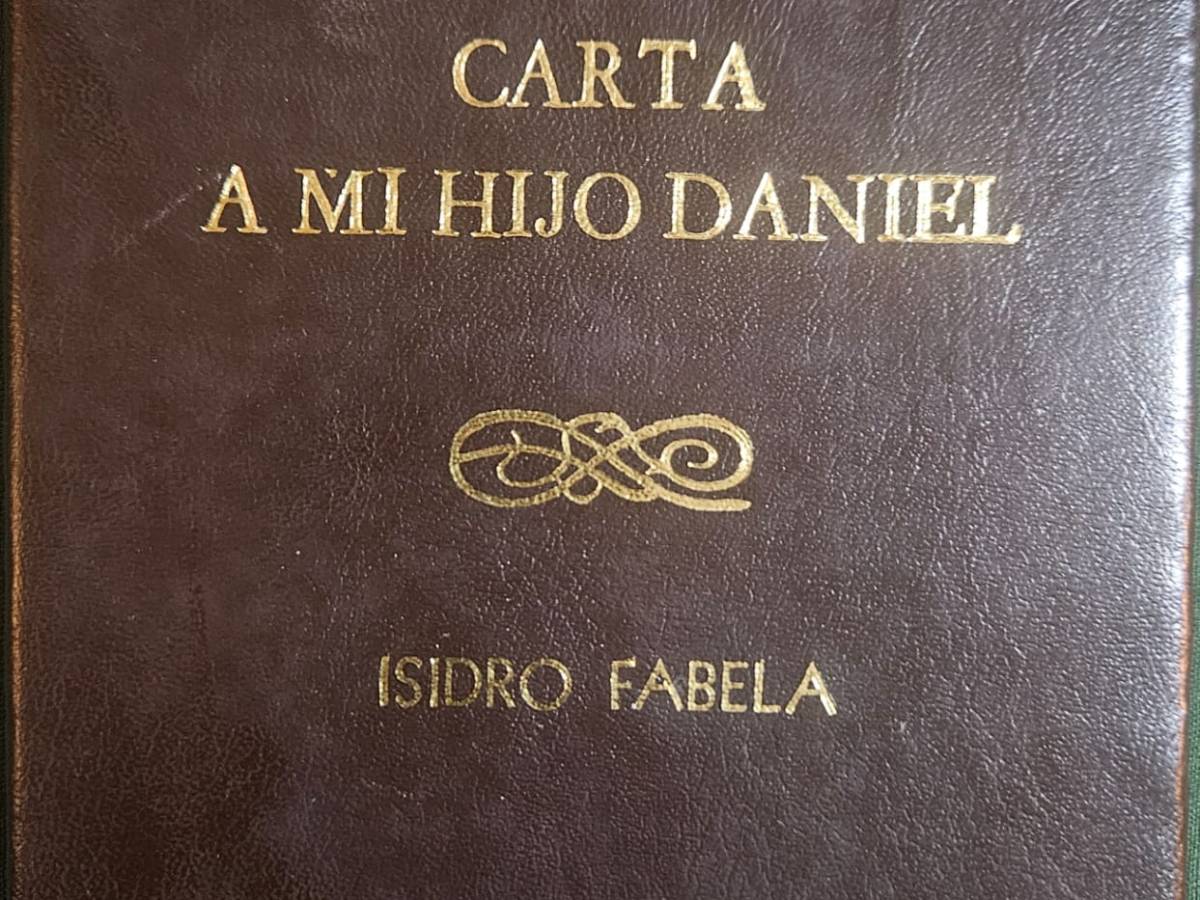 CARTA
A MI HIJO DANIEL
ISIDRO FABELA